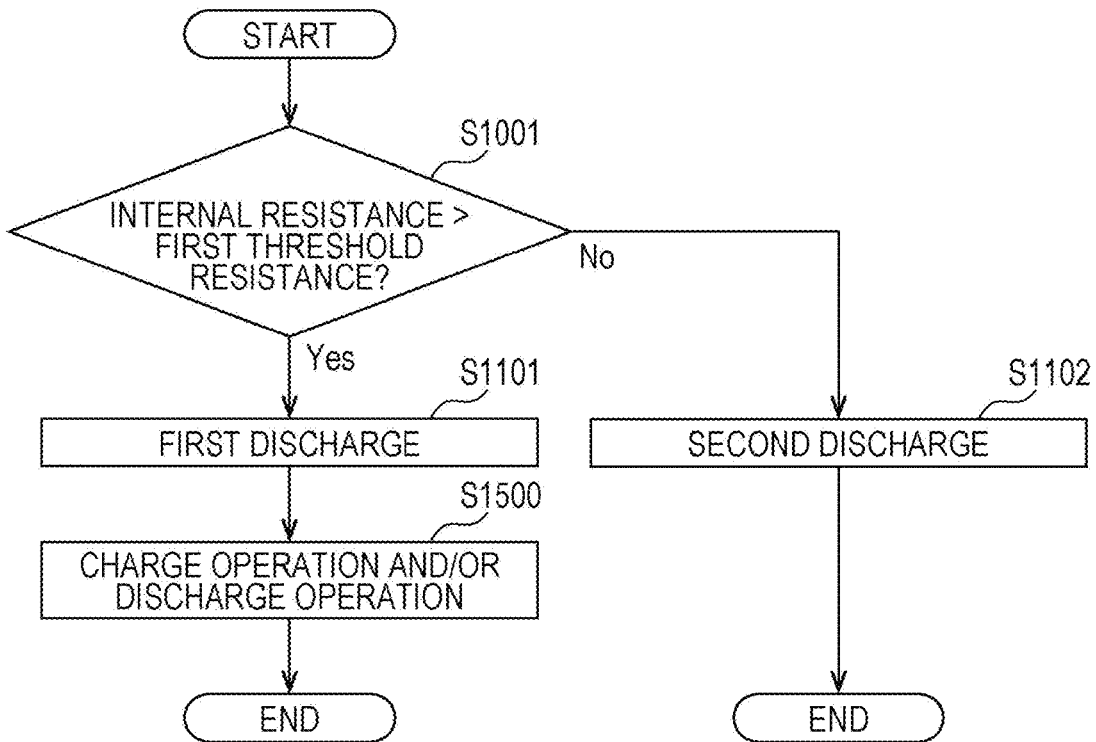 START
S1001
INTERNAL RESISTANCE >
FIRST THRESHOLD
RESISTANCE?
No
Yes
S1101
FIRST DISCHARGE
S1102
SECOND DISCHARGE
S1500
CHARGE OPERATION AND/OR
DISCHARGE OPERATION
END
END